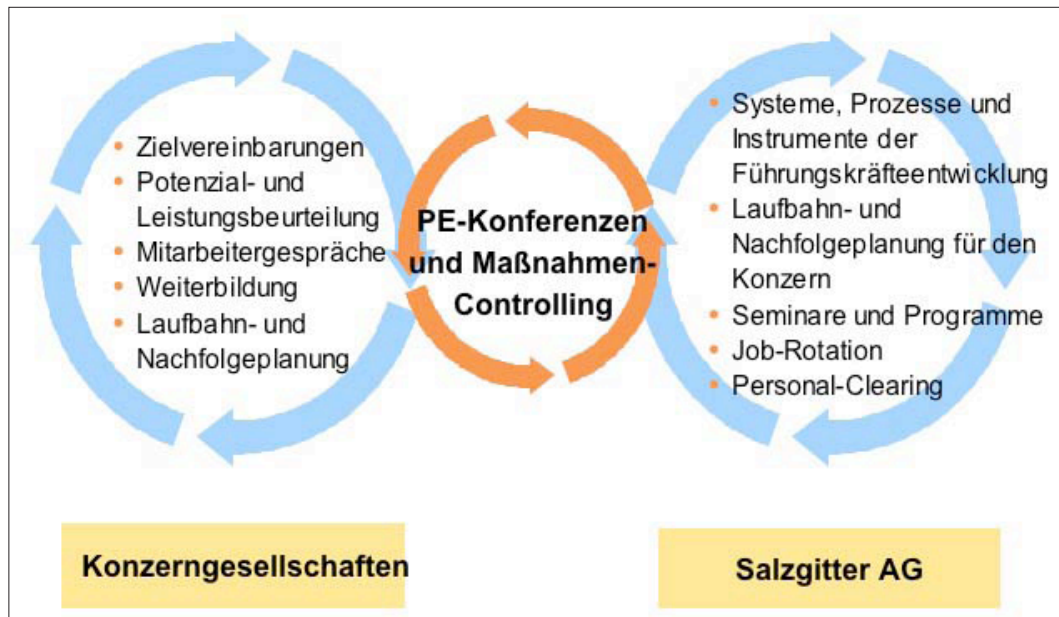 • Zielvereinbarungen
• Potenzial- und
Leistungsbeurteilung
• Mitarbeitergespräche
• Weiterbildung
• Laufbahn- und
Nachfolgeplanung
PE-Konferenzen
und Maßnahmen-
Controlling
• Systeme, Prozesse und
Instrumente der
Führungskräfteentwicklung
• Laufbahn- und
Nachfolgeplanung für den
Konzern
• Seminare und Programme
• Job-Rotation
• Personal-Clearing
Konzerngesellschaften
Salzgitter AG